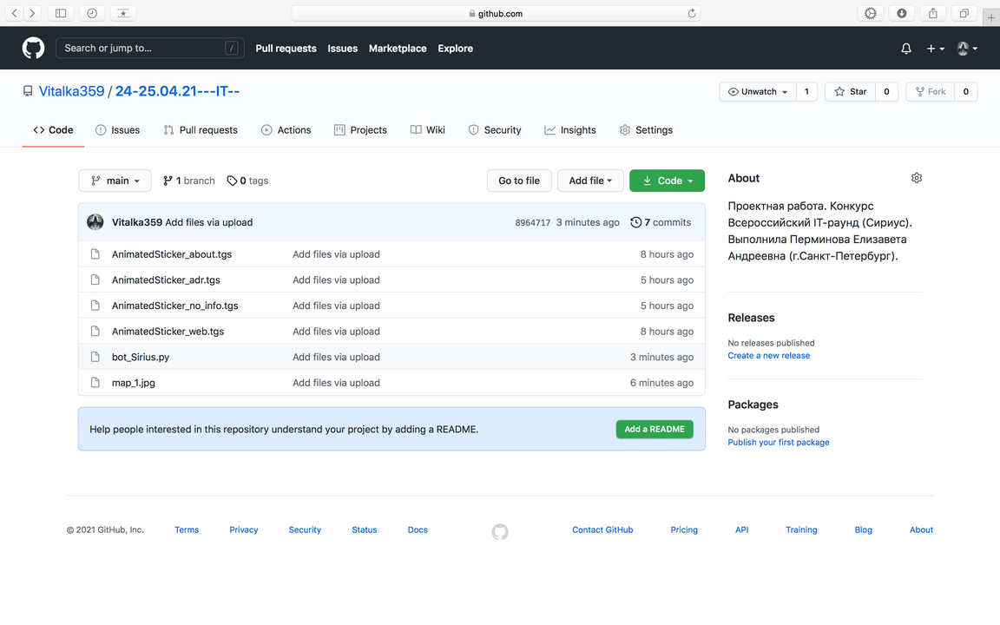 github.com
Search or jump to... /
Pull requests Issues Marketplace Explore
Vitalka359 / 24-25.04.21---IT--
Unwatch 1 Star 0 Fork 0
Code Issues Pull requests Actions Projects Wiki Security Insights Settings
main 1 branch 0 tags Go to file Add file Code
Vitalka359 Add files via upload 8964717 3 minutes ago 7 commits
AnimatedSticker_about.tgs Add files via upload 8 hours ago
AnimatedSticker_adr.tgs Add files via upload 5 hours ago
AnimatedSticker_no_info.tgs Add files via upload 5 hours ago
AnimatedSticker_web.tgs Add files via upload 8 hours ago
bot_Sirius.py Add files via upload 3 minutes ago
map_1.jpg Add files via upload 6 minutes ago
Help people interested in this repository understand your project by adding a README. Add a README
About
Проектная работа. Конкурс
Всероссийский IT-раунд (Сириус).
Выполнила Перминова Елизавета
Андреевна (г.Санкт-Петербург).
Releases
No releases published
Create a new release
Packages
No packages published
Publish your first package
© 2021 GitHub, Inc. Terms Privacy Security Status Docs Contact GitHub Pricing API Training Blog About